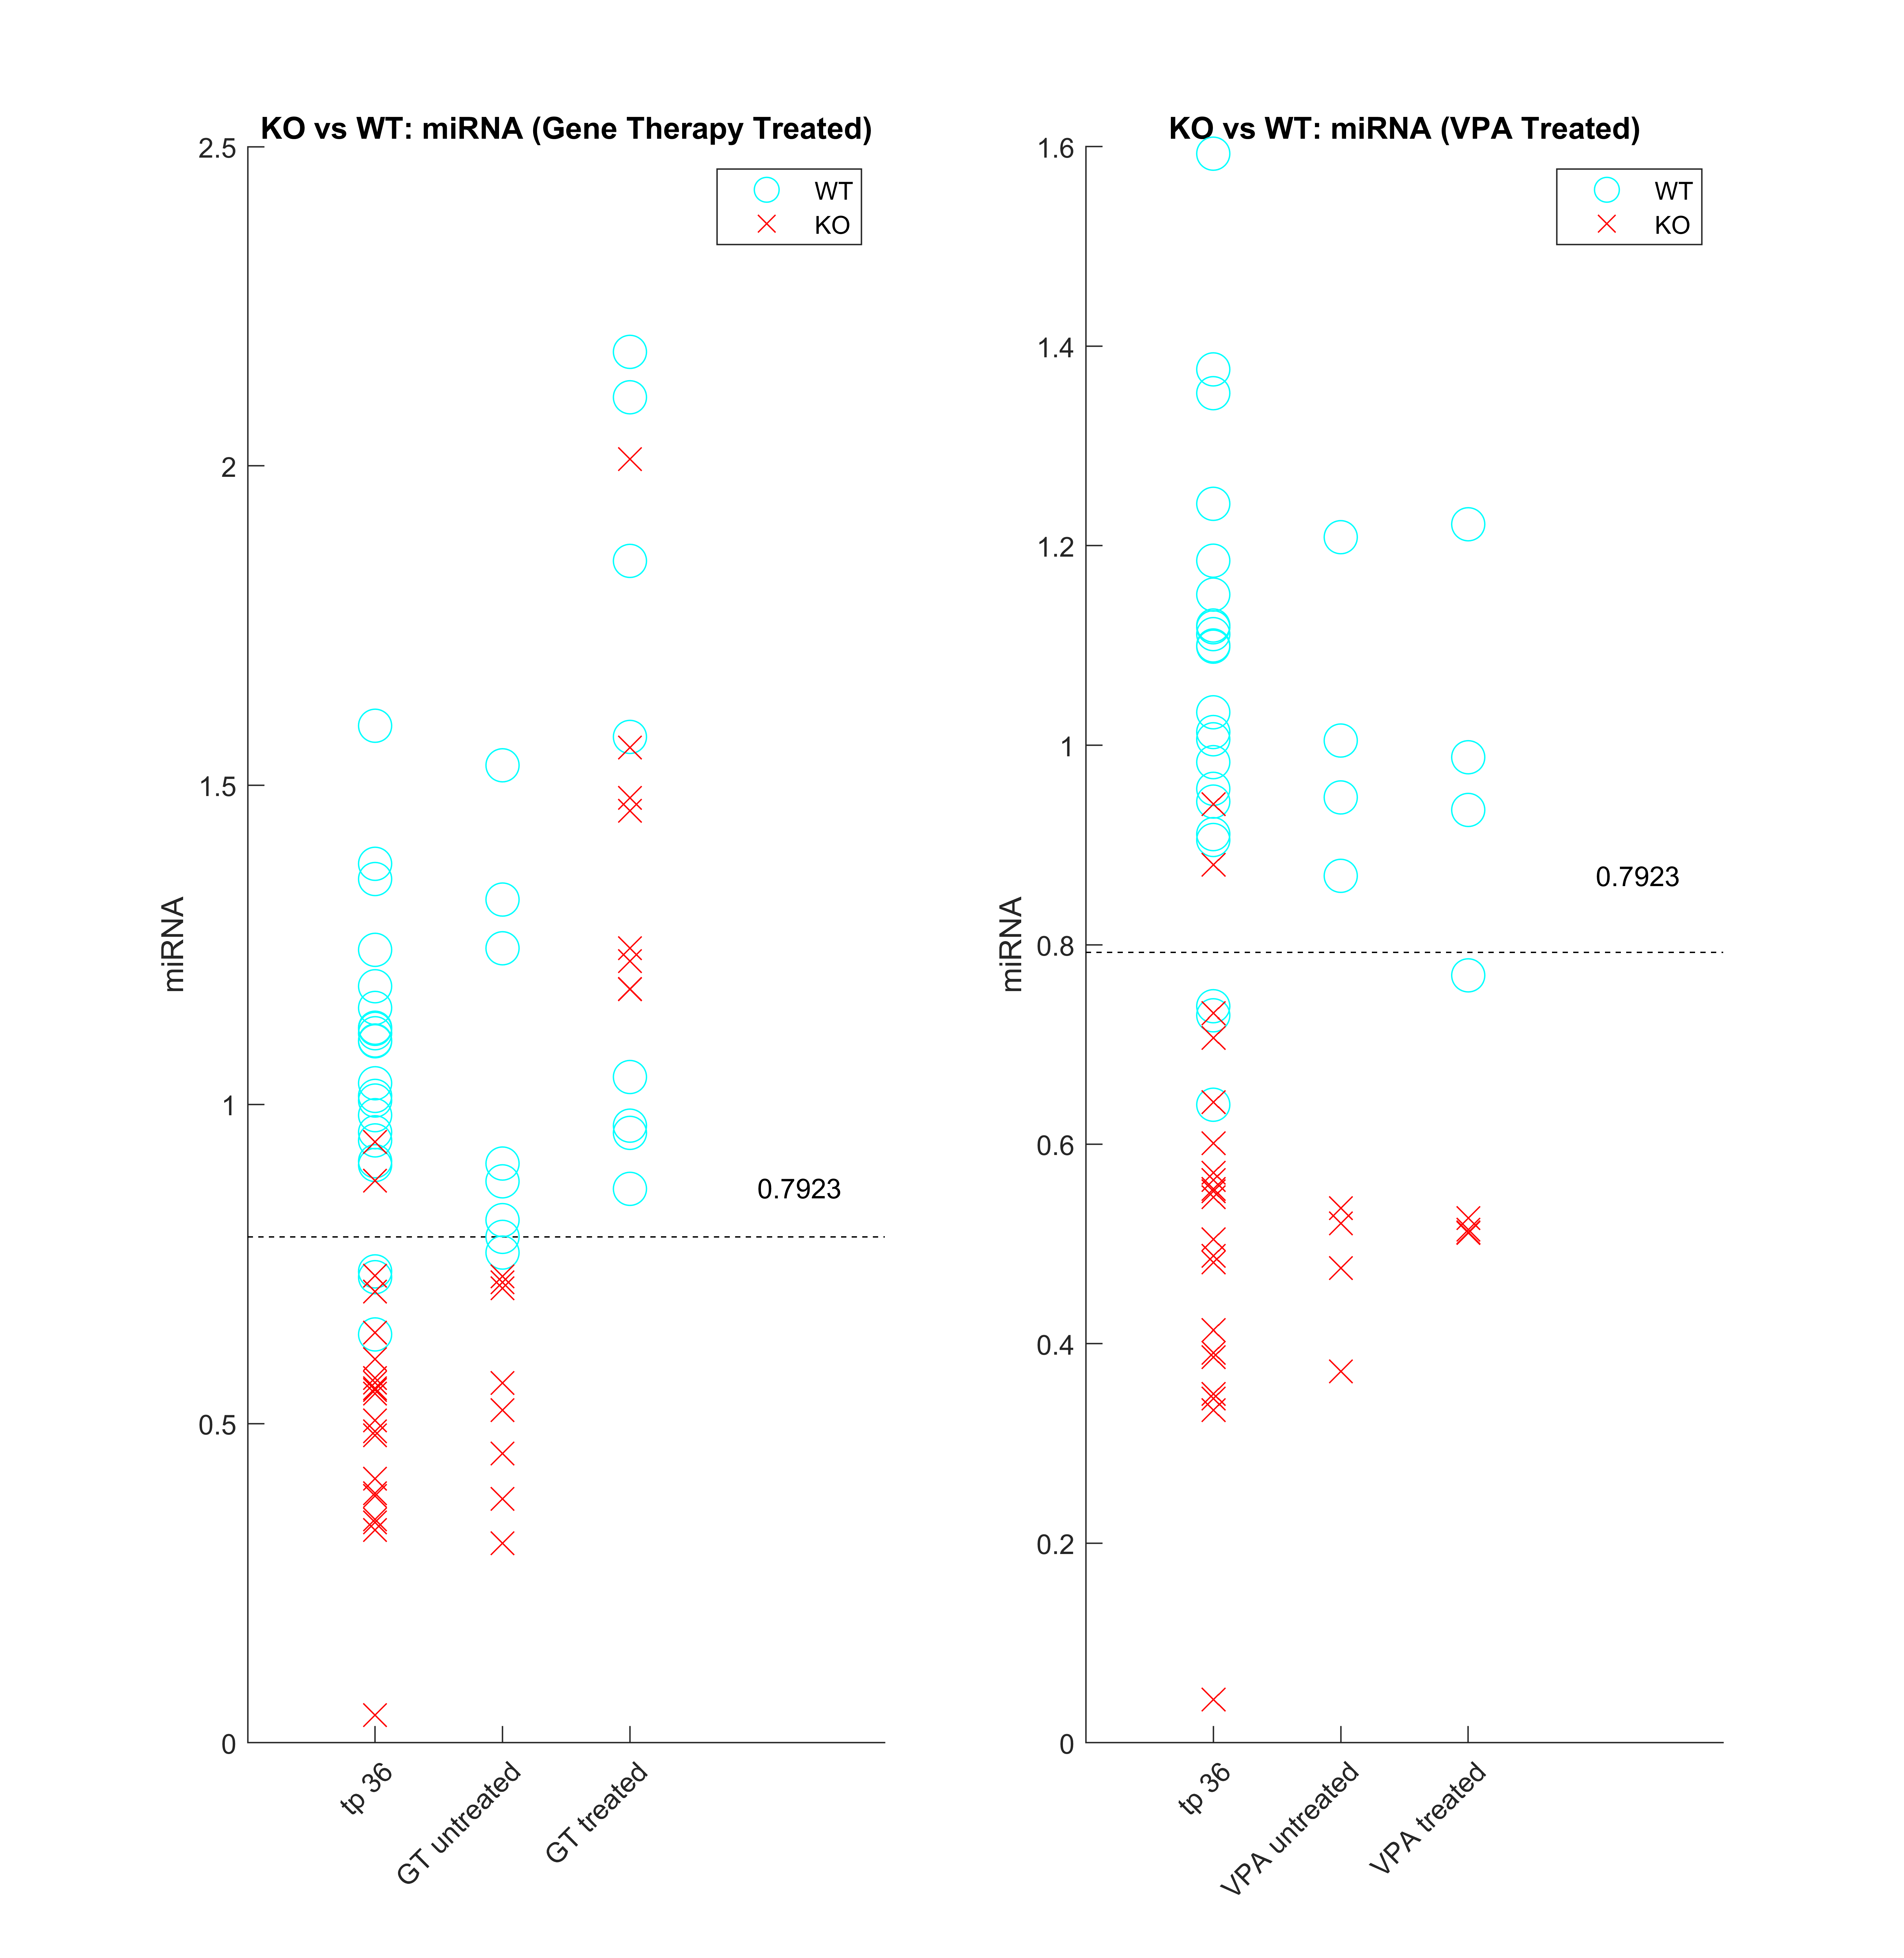 KO vs WT: miRNA (Gene Therapy Treated)
2.5
2
1.5
1
0.5
0
miRNA
WT
KO
0.7923
tp 36
GT untreated
GT treated
KO vs WT: miRNA (VPA Treated)
1.6
1.4
1.2
1
0.8
0.6
0.4
0.2
0
miRNA
WT
KO
0.7923
tp 36
VPA untreated
VPA treated